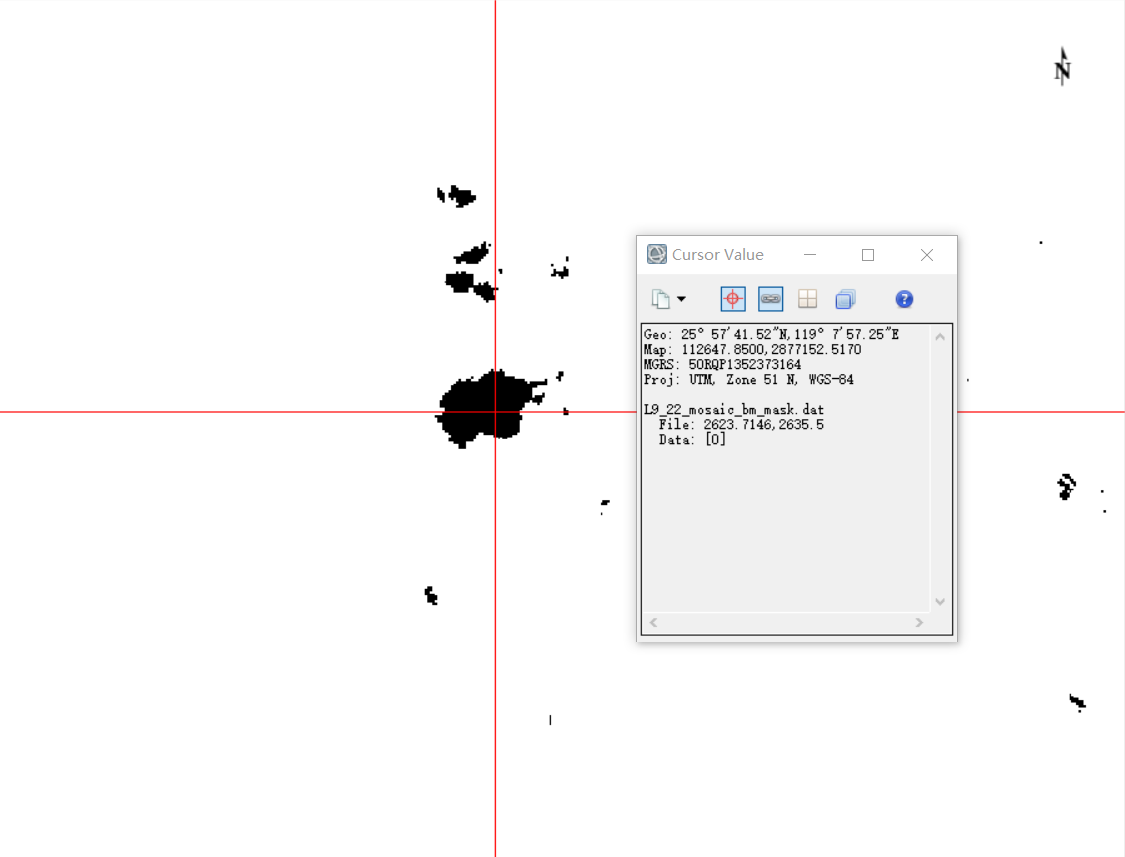 N
Cursor Value
Geo: 25° 57'41.52"N,119° 7'57.25"E
Map: 112647.8500,2877152.5170
MGRS: 50RQP1352373164
Proj: UTM, Zone 51 N, WGS-84
L9_22_mosaic_bm_mask.dat
File: 2623.7146,2635.5
Data: [0]